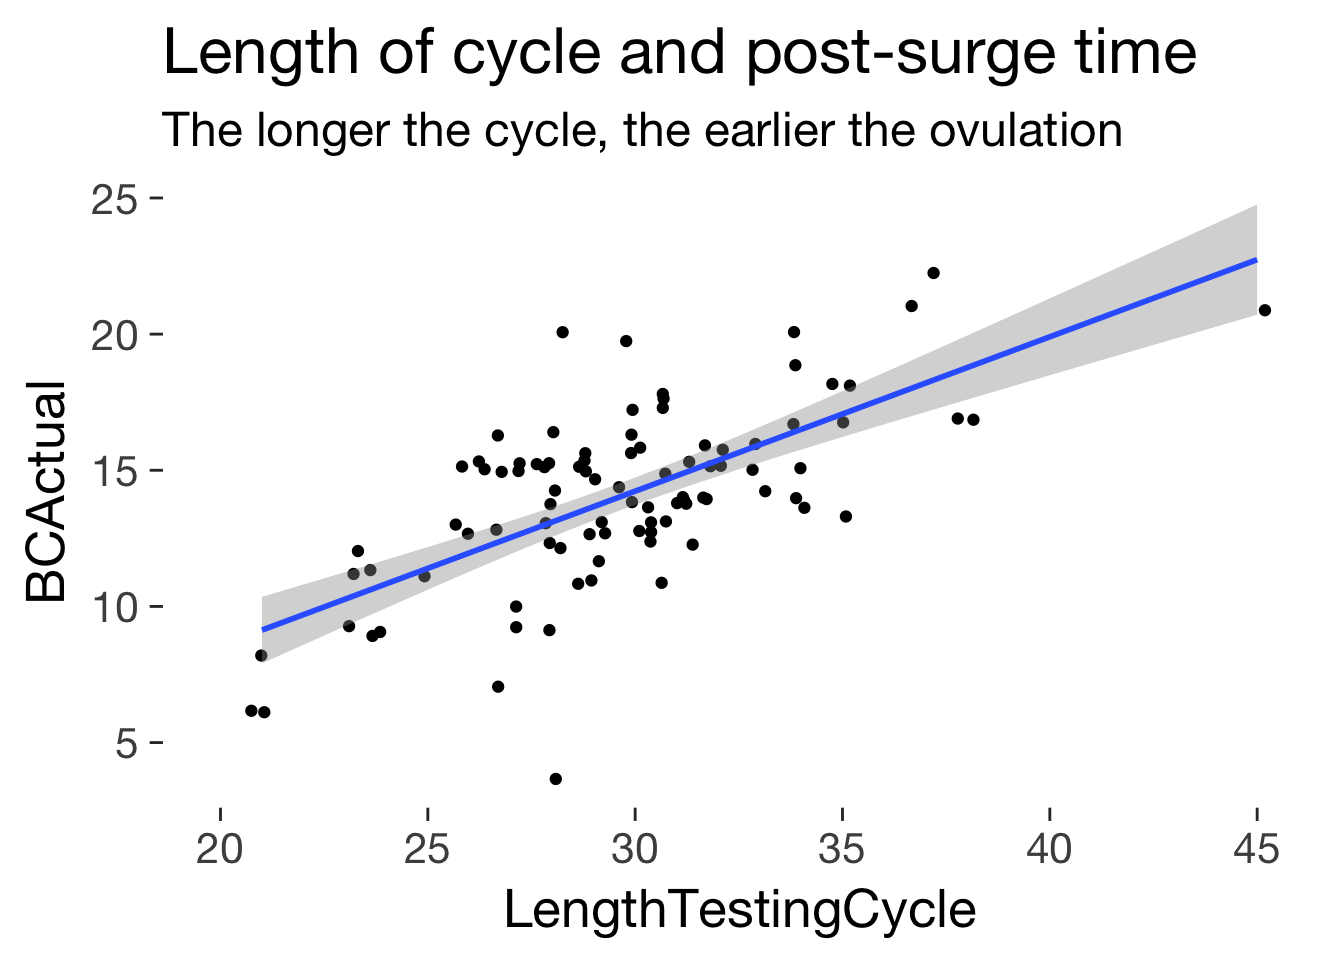 Length of cycle and post-surge time
The longer the cycle, the earlier the ovulation
25
20
15
10
5
BCActual
20 25 30 35 40 45
LengthTestingCycle